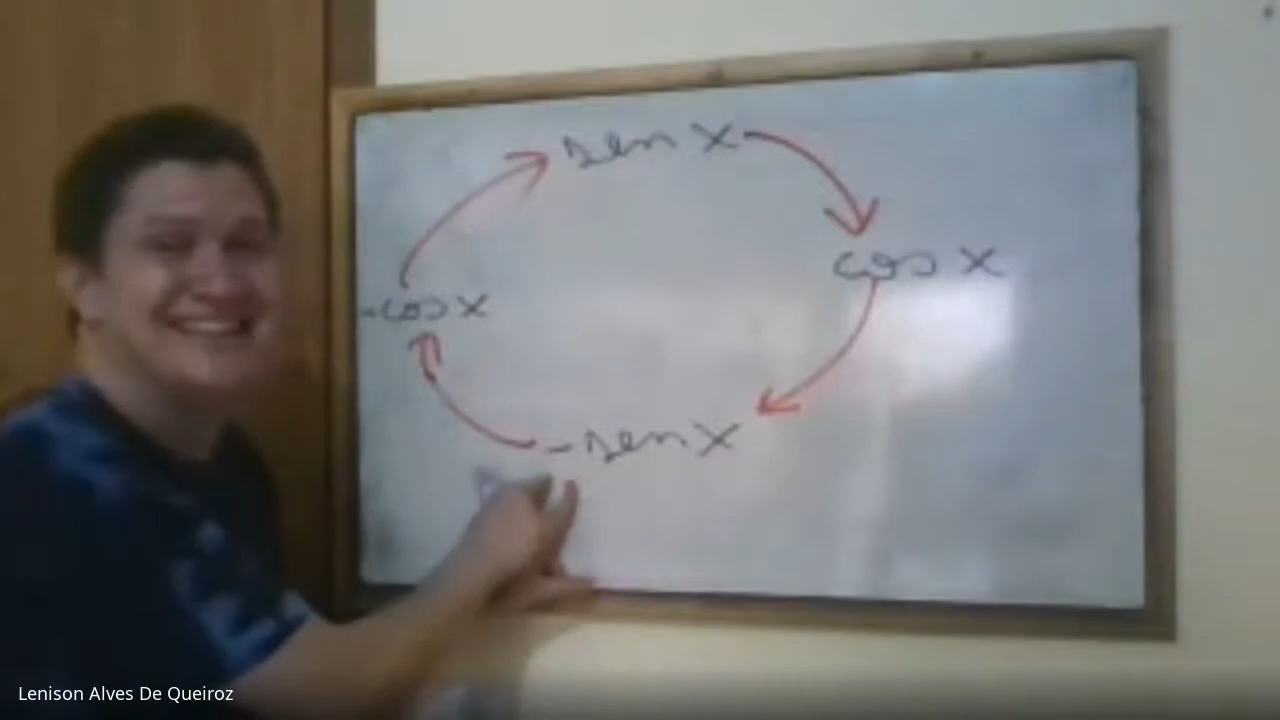 sen x
cos x
-cos x
-sen x
Lenison Alves De Queiroz